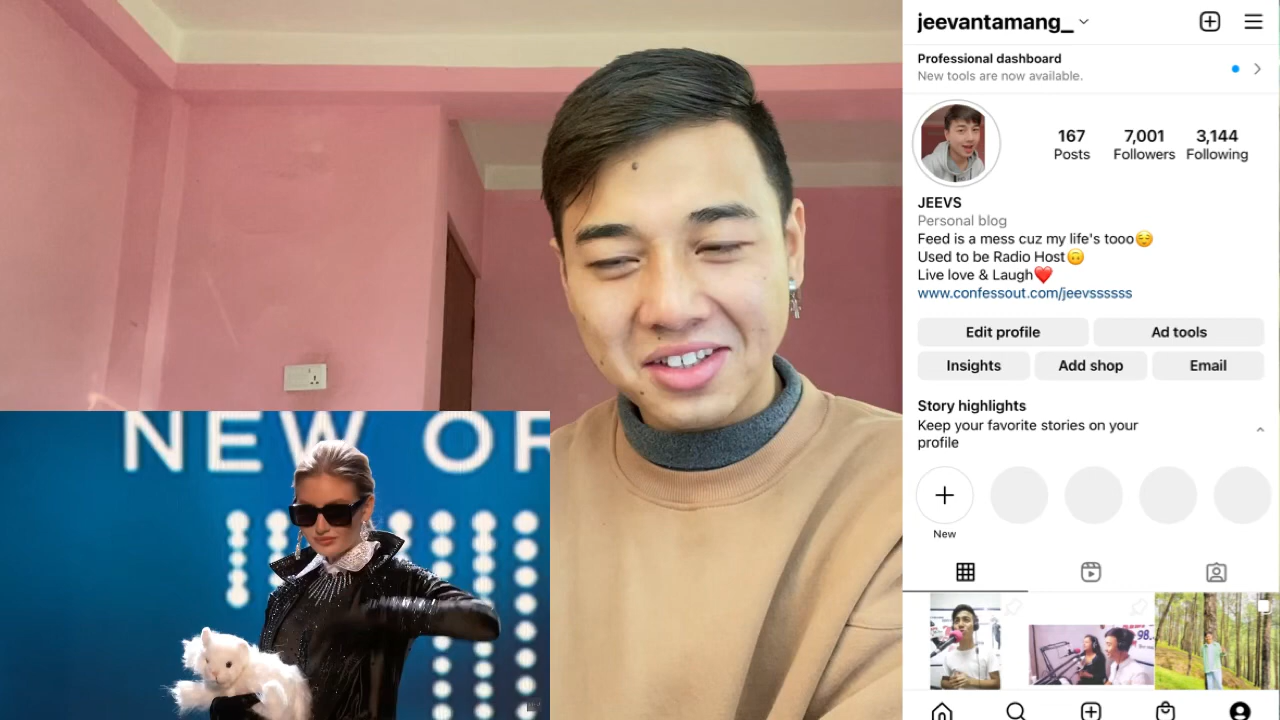 jeevantamang_
Professional dashboard
New tools are now available.
167
Posts
7,001
Followers
3,144
Following
JEEVS
Personal blog
Feed is a mess cuz my life's tooo😌
Used to be Radio Host🙃
Live love & Laugh❤️
www.confessout.com/jeevssssss
Edit profile
Ad tools
Insights
Add shop
Email
Story highlights
Keep your favorite stories on your
profile
New
98.
NEW OR